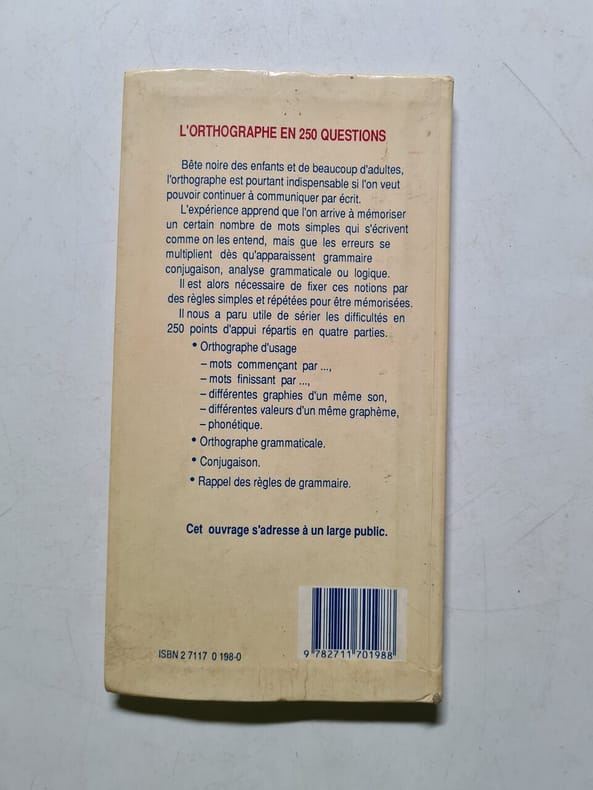 L'ORTHOGRAPHE EN 250 QUESTIONS
Bête noire des enfants et de beaucoup d'adultes,
l'orthographe est pourtant indispensable si l'on veut
pouvoir continuer à communiquer par écrit.
L'expérience apprend que l'on arrive à mémoriser
un certain nombre de mots simples qui s'écrivent
comme on les entend, mais que les erreurs se
multiplient dès qu'apparaissent grammaire
conjugaison, analyse grammaticale ou logique.
Il est alors nécessaire de fixer ces notions par
des règles simples et répétées pour être mémorisées.
Il nous a paru utile de sérier les difficultés en
250 points d'appui répartis en quatre parties.
• Orthographe d'usage
– mots commençant par ...,
– mots finissant par ...,
– différentes graphies d'un même son,
– différentes valeurs d'un même graphème,
– phonétique.
• Orthographe grammaticale.
• Conjugaison.
• Rappel des règles de grammaire.
Cet ouvrage s'adresse à un large public.
ISBN 2 7117 0 198-0
9 782711 701988